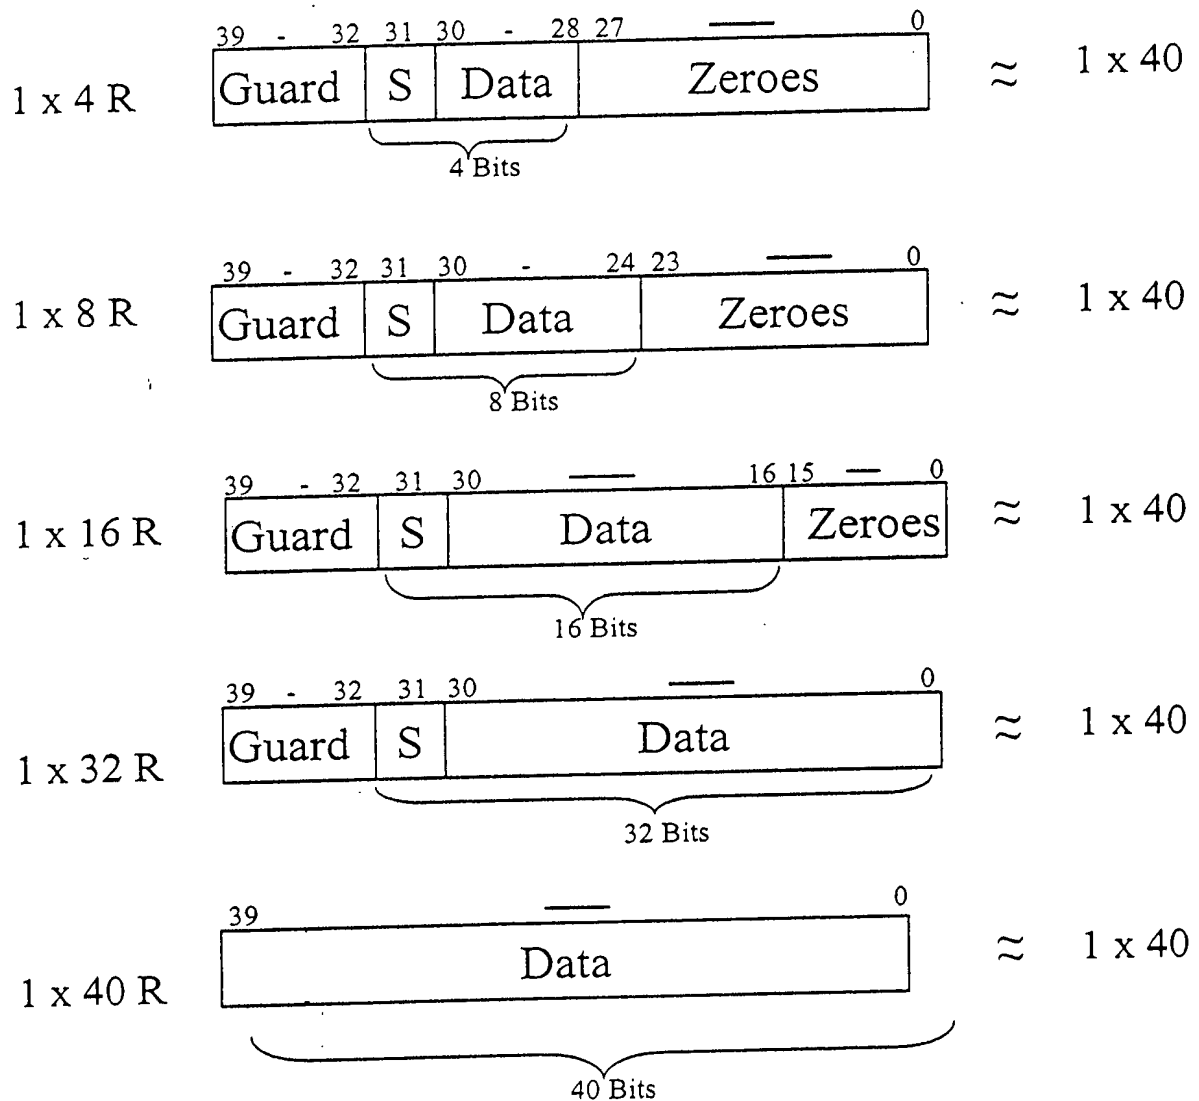 39 - 32 31 30 - 28 27 — 0
1 x 4 R Guard S Data Zeroes ≈ 1 x 40
4 Bits
39 - 32 31 30 - 24 23 — 0
1 x 8 R Guard S Data Zeroes ≈ 1 x 40
8 Bits
39 - 32 31 30 — 16 15 — 0
1 x 16 R Guard S Data Zeroes ≈ 1 x 40
16 Bits
39 - 32 31 30 — 0
1 x 32 R Guard S Data ≈ 1 x 40
32 Bits
39 — 0
1 x 40 R Data ≈ 1 x 40
40 Bits